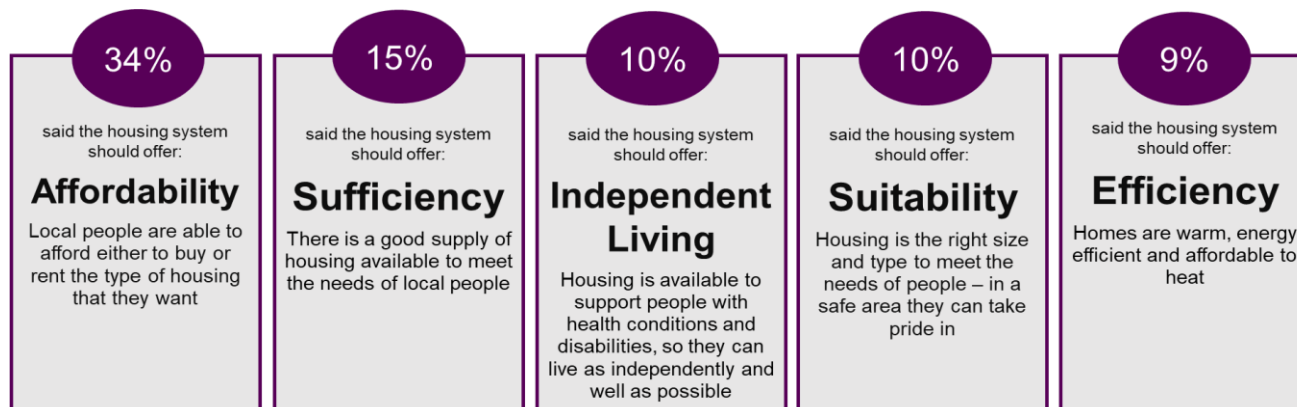 34%
said the housing system
should offer:
Affordability
Local people are able to
afford either to buy or
rent the type of housing
that they want
15%
said the housing system
should offer:
Sufficiency
There is a good supply of
housing available to meet
the needs of local people
10%
said the housing system
should offer:
Independent
Living
Housing is available to
support people with
health conditions and
disabilities, so they can
live as independently and
well as possible
10%
said the housing system
should offer:
Suitability
Housing is the right size
and type to meet the
needs of people – in a
safe area they can take
pride in
9%
said the housing system
should offer:
Efficiency
Homes are warm, energy
efficient and affordable to
heat